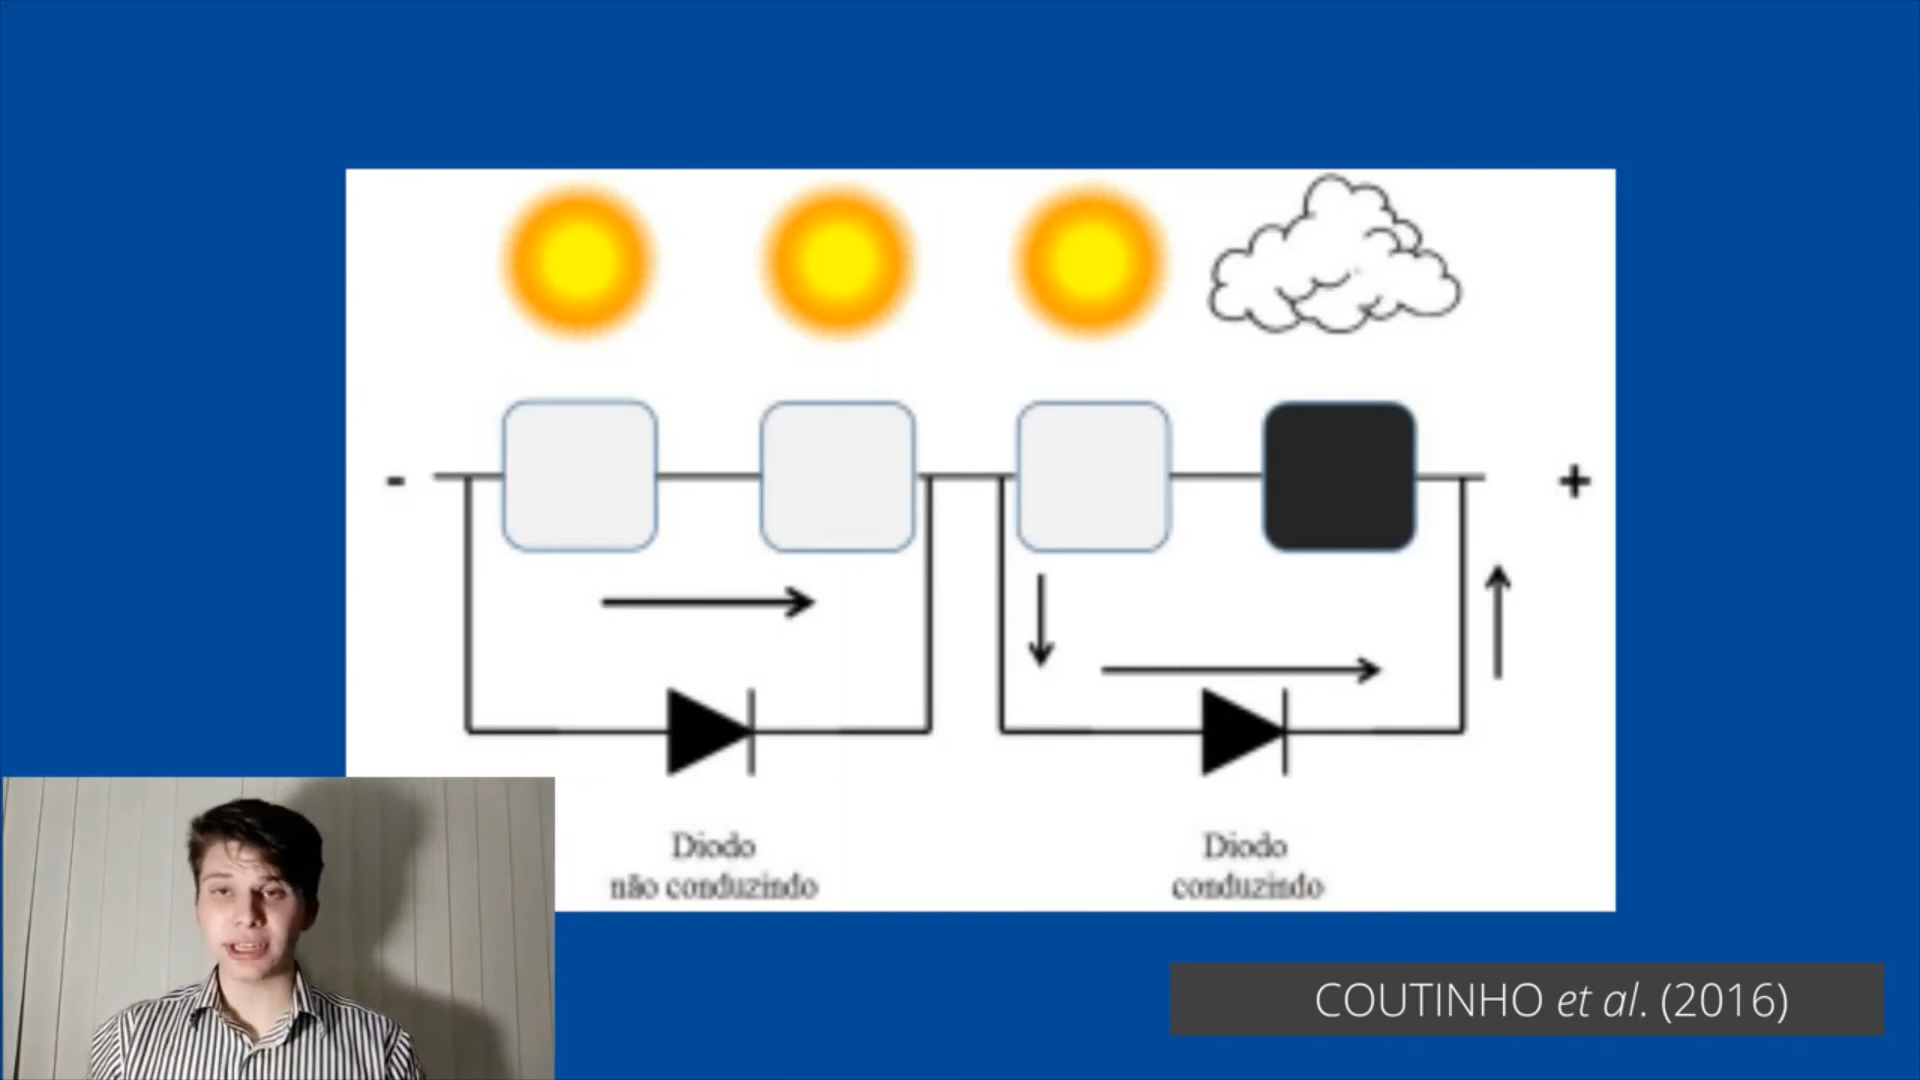 - +
Diodo
não conduzindo
Diodo
conduzindo
COUTINHO et al. (2016)